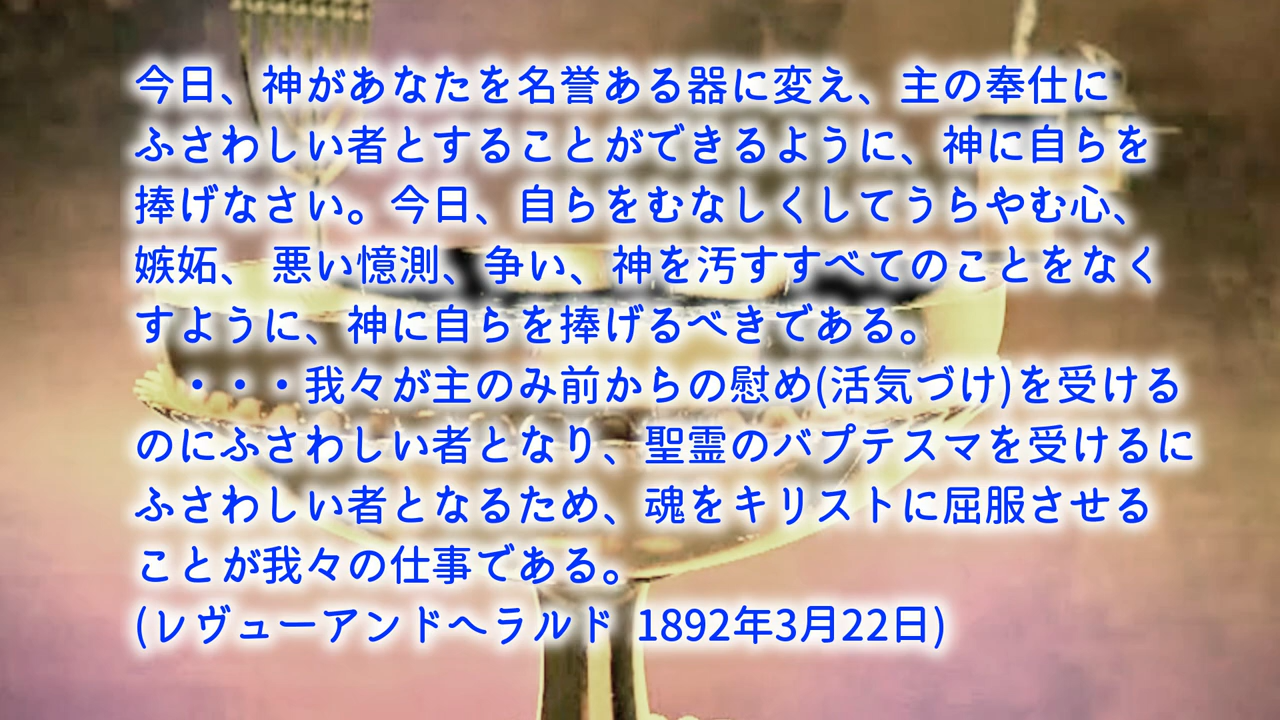 今日、神があなたを名誉ある器に変え、主の奉仕に
ふさわしい者とすることができるように、神に自らを
捧げなさい。今日、自らをむなしくしてうらやむ心、
嫉妬、 悪い憶測、争い、神を汚すすべてのことをなく
すように、神に自らを捧げるべきである。
・・・我々が主のみ前からの慰め(活気づけ)を受ける
のにふさわしい者となり、聖霊のバプテスマを受けるに
ふさわしい者となるため、魂をキリストに屈服させる
ことが我々の仕事である。
(レヴューアンドヘラルド 1892年3月22日)